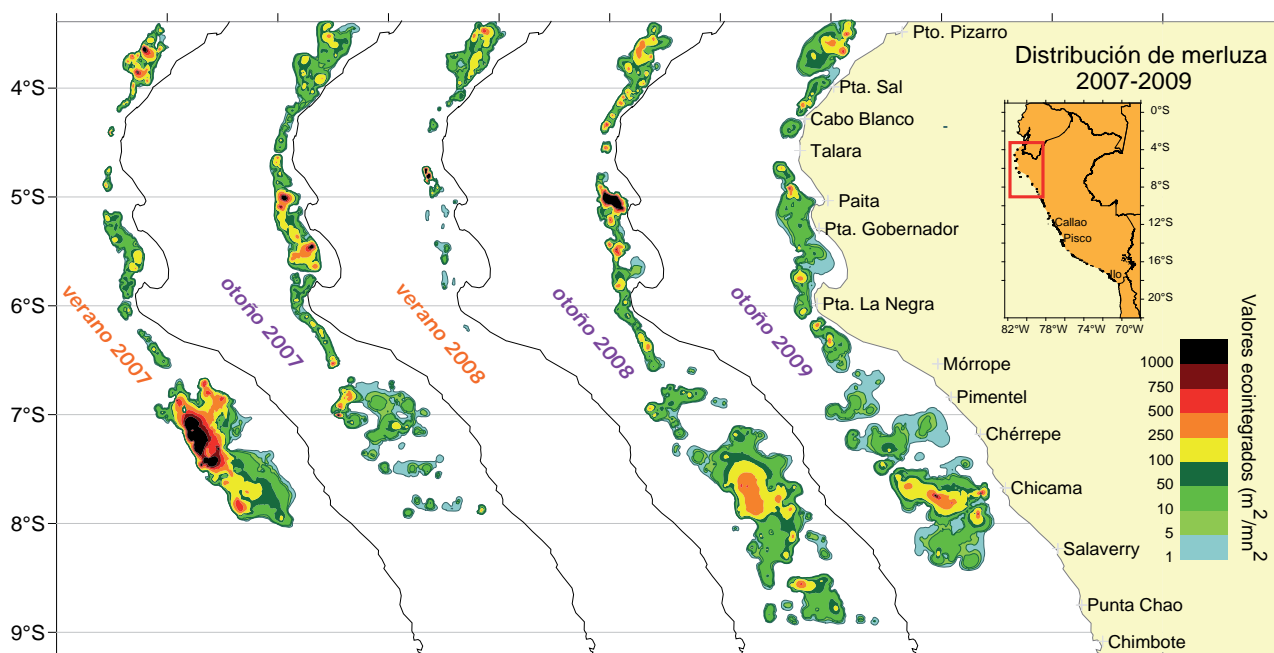 Distribución de merluza
2007-2009
Pto. Pizarro
4°S
Pta. Sal
Cabo Blanco
Talara
5°S
Paita
Pta. Gobernador
6°S
Pta. La Negra
Mórrope
Pimentel
7°S
Chérrepe
Chicama
8°S
Salaverry
Punta Chao
9°S
Chimbote
verano 2007
otoño 2007
verano 2008
otoño 2008
otoño 2009
0°S
4°S
8°S
12°S
16°S
20°S
Callao
Pisco
Ilo
82°W 78°W 74°W 70°W
Valores ecointegrados (m²/mn²
1000
750
500
250
100
50
10
5
1